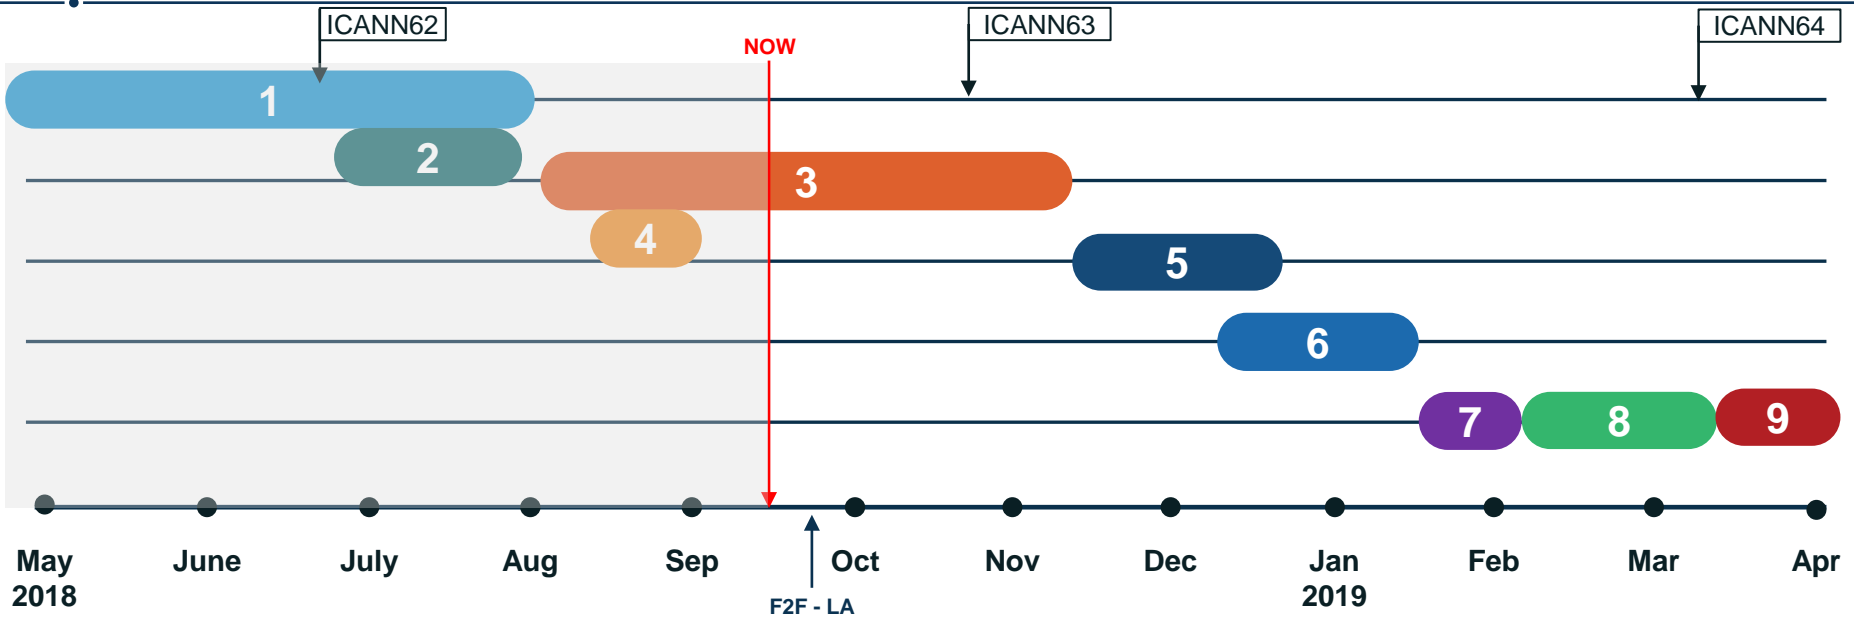 ICANN62
ICANN63
ICANN64
NOW
1
2
3
4
5
6
7
8
9
May June July Aug Sep Oct Nov Dec Jan Feb Mar Apr
2018 2019
F2F - LA